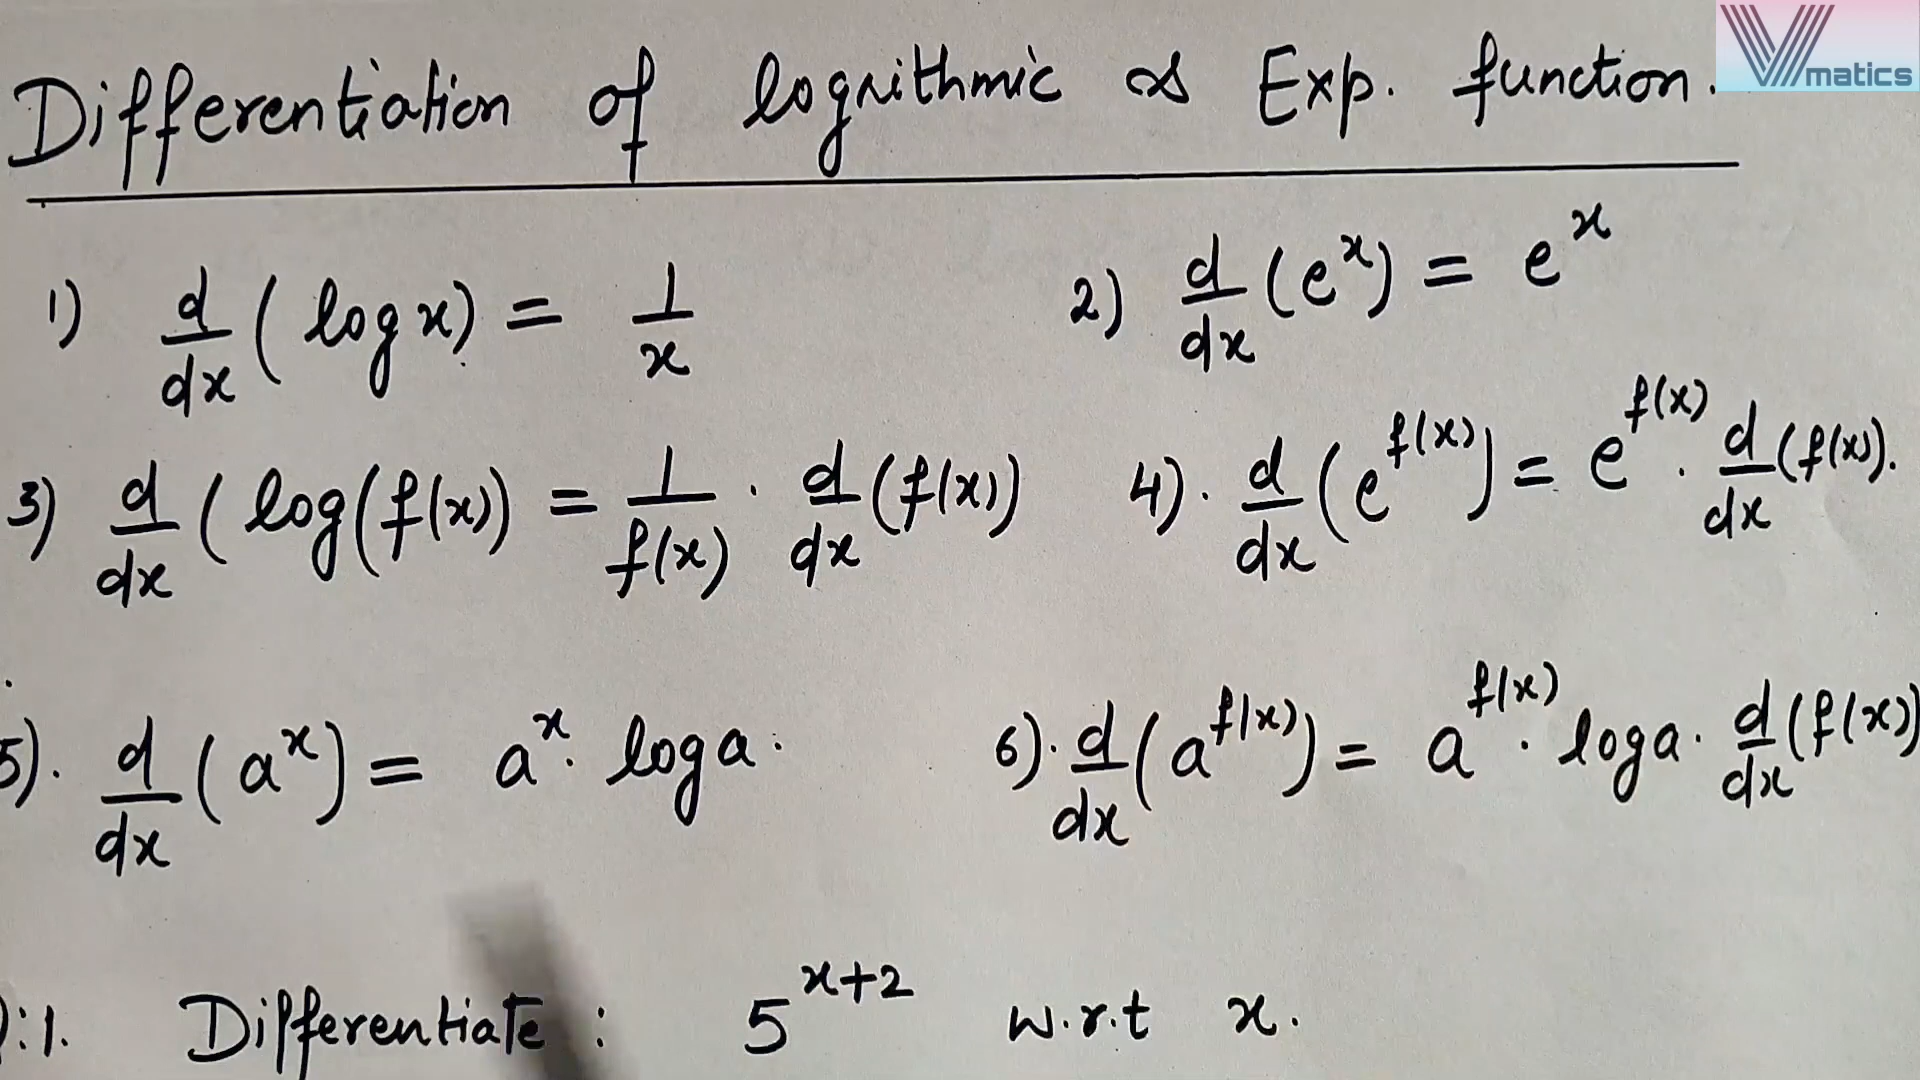 Differentiation of logrithmic & Exp. function.
Vmatics
1) d/dx (log x) = 1/x
2) d/dx (e^x) = e^x
3) d/dx (log(f(x)) = 1/f(x) · d/dx (f(x))
4). d/dx (e^f(x)) = e^f(x) · d/dx (f(x)).
5). d/dx (a^x) = a^x · log a.
6). d/dx (a^f(x)) = a^f(x) · log a · d/dx (f(x))
:1. Differentiate : 5^x+2 w.r.t x.